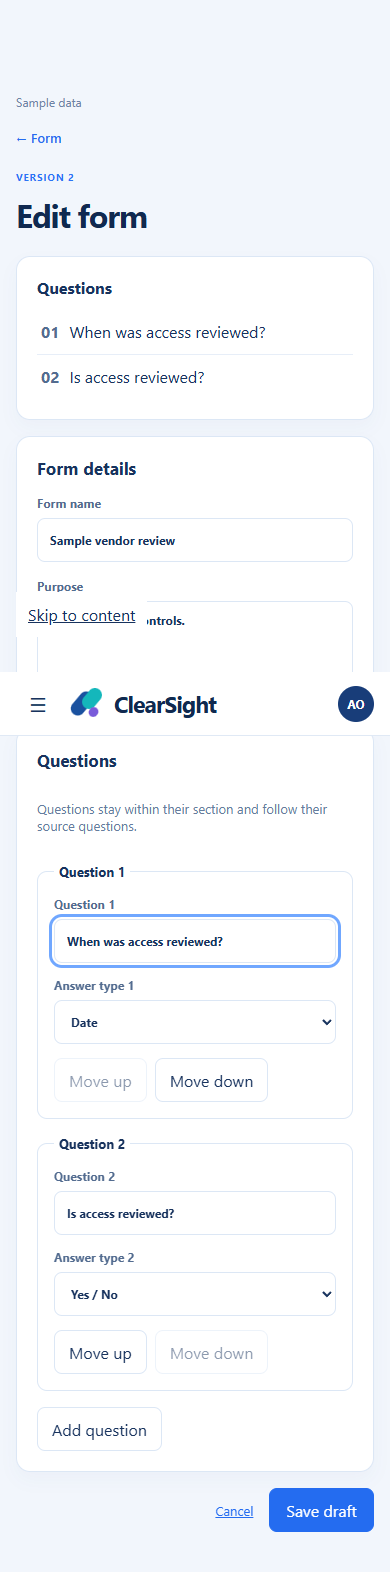 Sample data
← Form
VERSION 2
Edit form
Questions
01 When was access reviewed?
02 Is access reviewed?
Form details
Form name
Sample vendor review
Purpose
Skip to content
ntrols.
☰ ClearSight AO
Questions
Questions stay within their section and follow their
source questions.
Question 1
Question 1
When was access reviewed?
Answer type 1
Date
Move up Move down
Question 2
Question 2
Is access reviewed?
Answer type 2
Yes / No
Move up Move down
Add question
Cancel Save draft